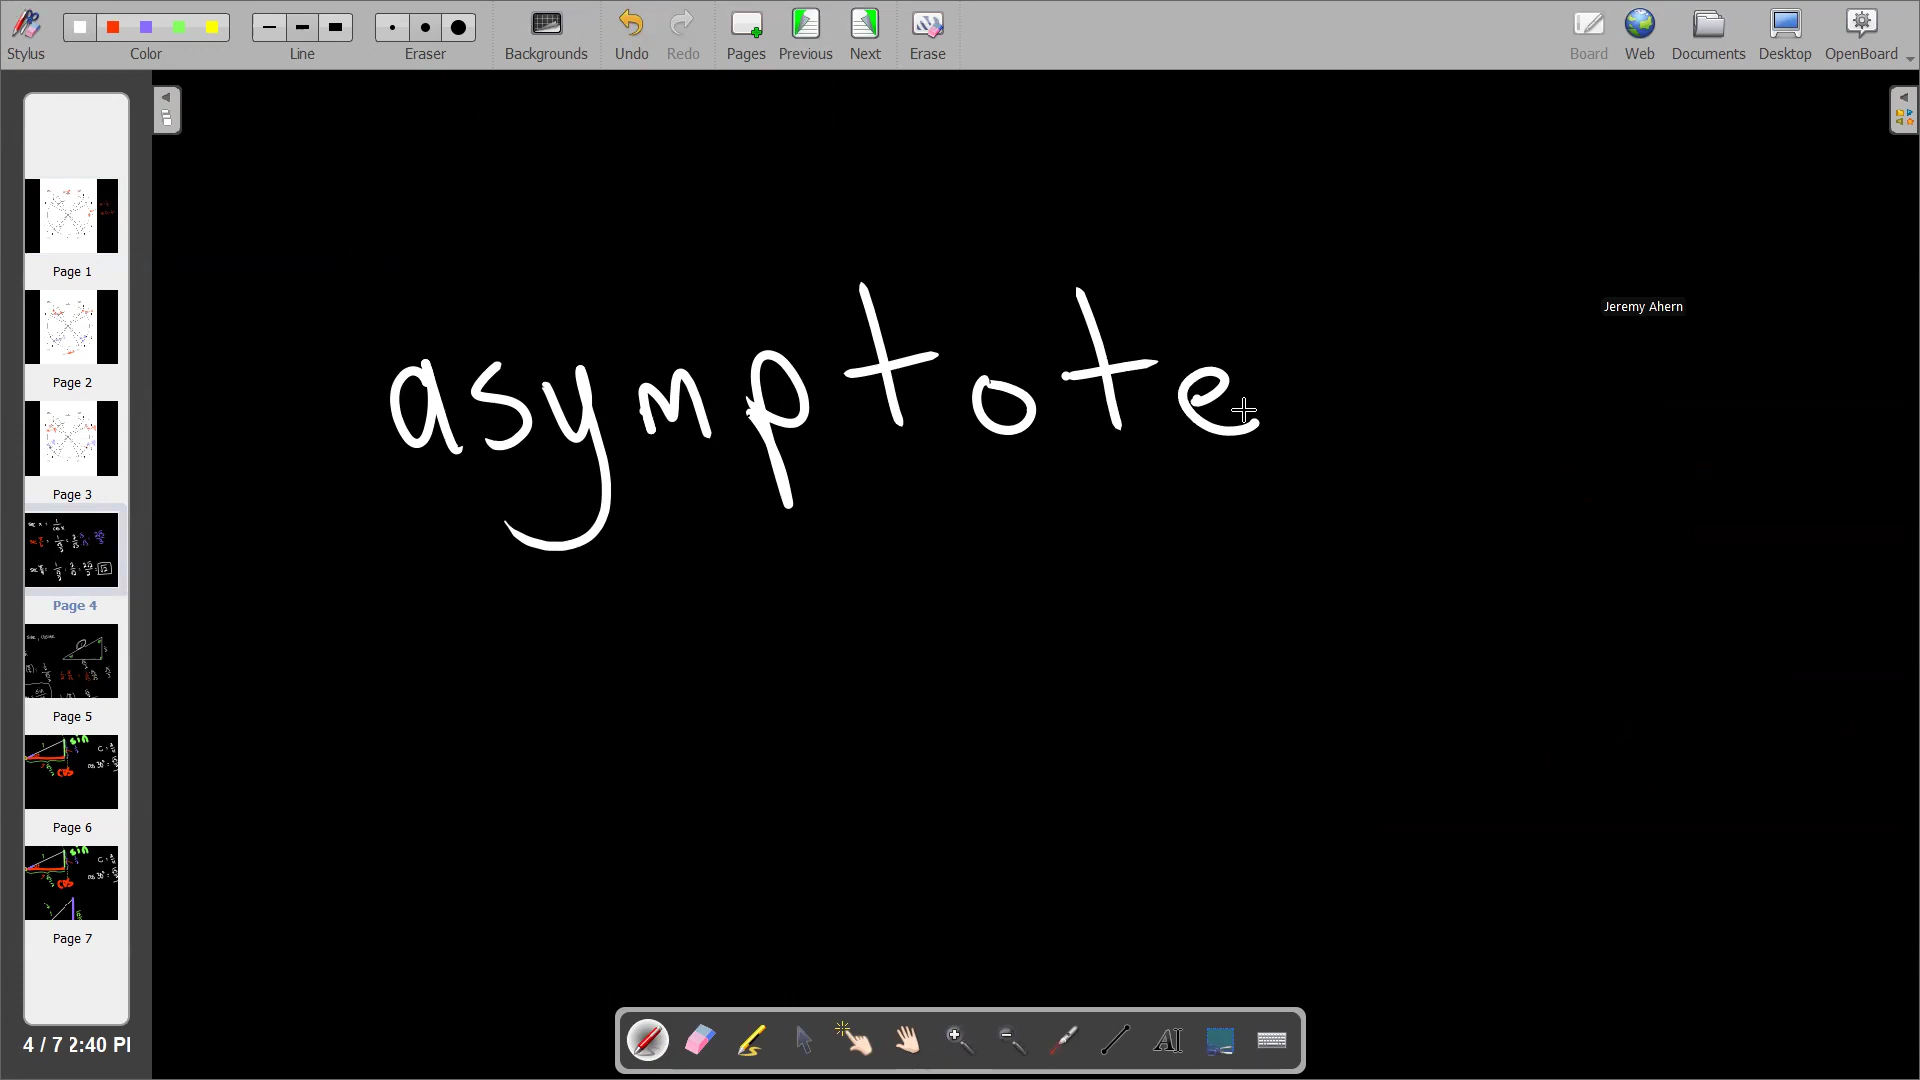 Stylus Color Line Eraser Backgrounds Undo Redo Pages Previous Next Erase Board Web Documents Desktop OpenBoard
Jeremy Ahern
asymptote
Page 1
Page 2
Page 3
Page 4
Page 5
Page 6
Page 7
4 / 7 2:40 P